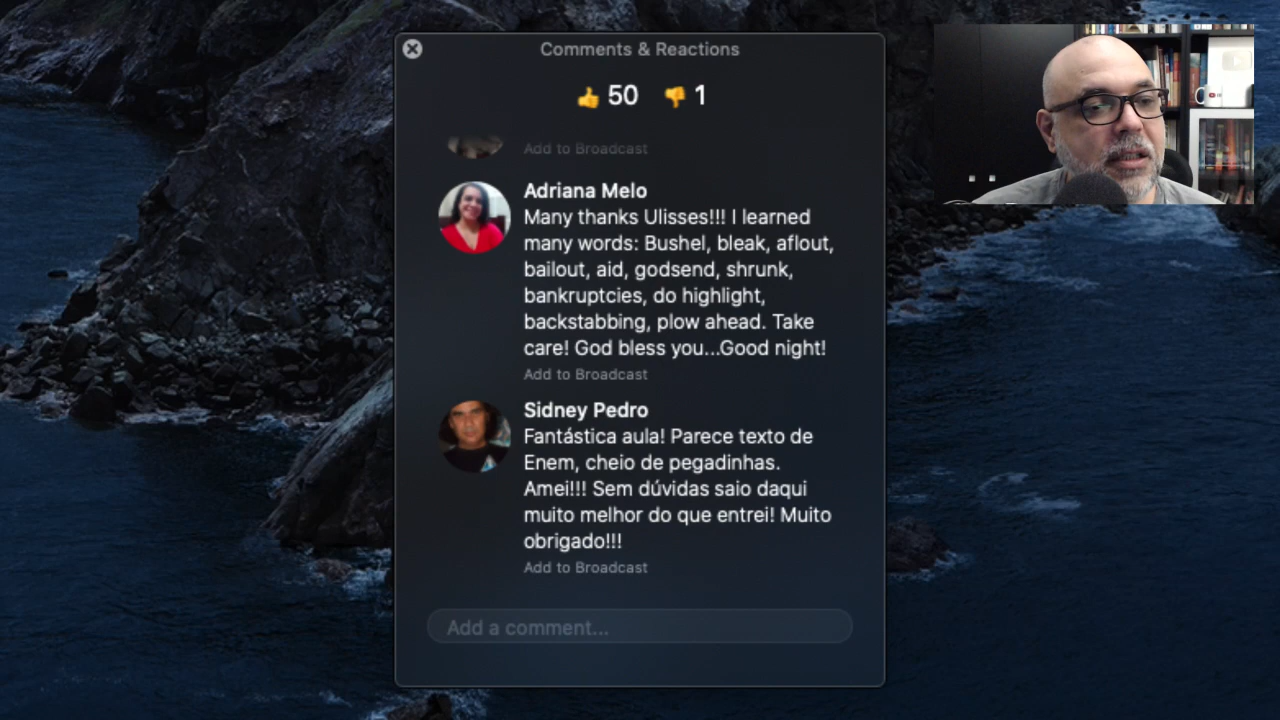 Comments & Reactions
👍 50 👎 1
Add to Broadcast
Adriana Melo
Many thanks Ulisses!!! I learned
many words: Bushel, bleak, aflout,
bailout, aid, godsend, shrunk,
bankruptcies, do highlight,
backstabbing, plow ahead. Take
care! God bless you...Good night!
Add to Broadcast
Sidney Pedro
Fantástica aula! Parece texto de
Enem, cheio de pegadinhas.
Amei!!! Sem dúvidas saio daqui
muito melhor do que entrei! Muito
obrigado!!!
Add to Broadcast
Add a comment...